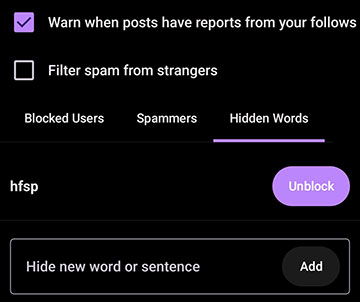 Warn when posts have reports from your follows
Filter spam from strangers
Blocked Users Spammers Hidden Words
hfsp Unblock
Hide new word or sentence Add